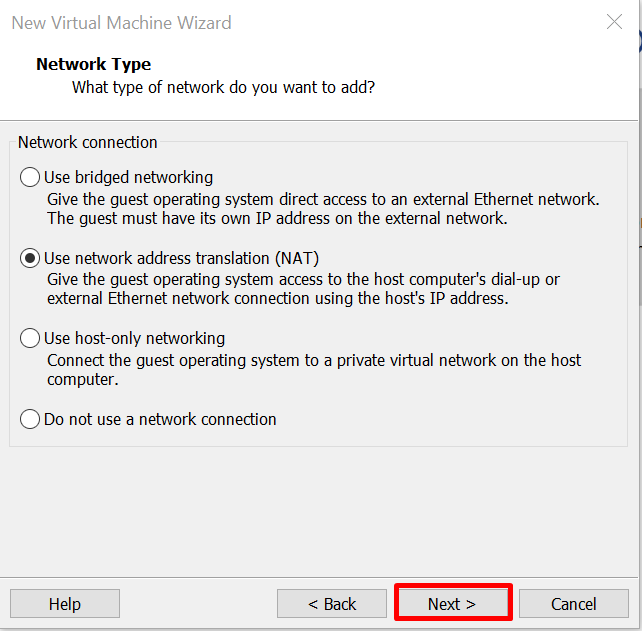 New Virtual Machine Wizard
Network Type
What type of network do you want to add?
Network connection
Use bridged networking
Give the guest operating system direct access to an external Ethernet network.
The guest must have its own IP address on the external network.
Use network address translation (NAT)
Give the guest operating system access to the host computer's dial-up or
external Ethernet network connection using the host's IP address.
Use host-only networking
Connect the guest operating system to a private virtual network on the host
computer.
Do not use a network connection
Help
< Back
Next >
Cancel